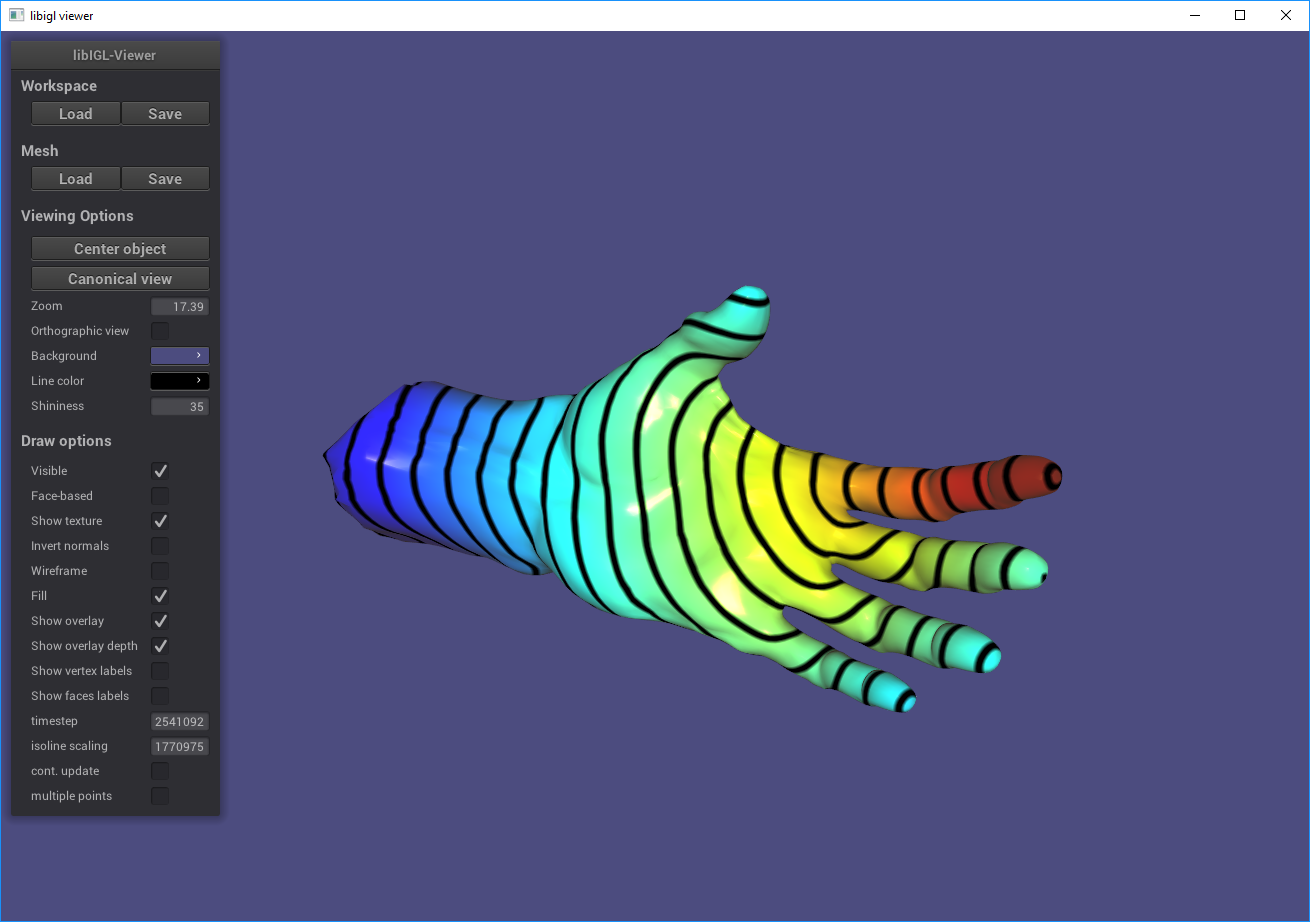 libigl viewer
libIGL-Viewer
Workspace
Load Save
Mesh
Load Save
Viewing Options
Center object
Canonical view
Zoom 17.39
Orthographic view
Background
Line color
Shininess 35
Draw options
Visible
Face-based
Show texture
Invert normals
Wireframe
Fill
Show overlay
Show overlay depth
Show vertex labels
Show faces labels
timestep 2541092
isoline scaling 1770975
cont. update
multiple points